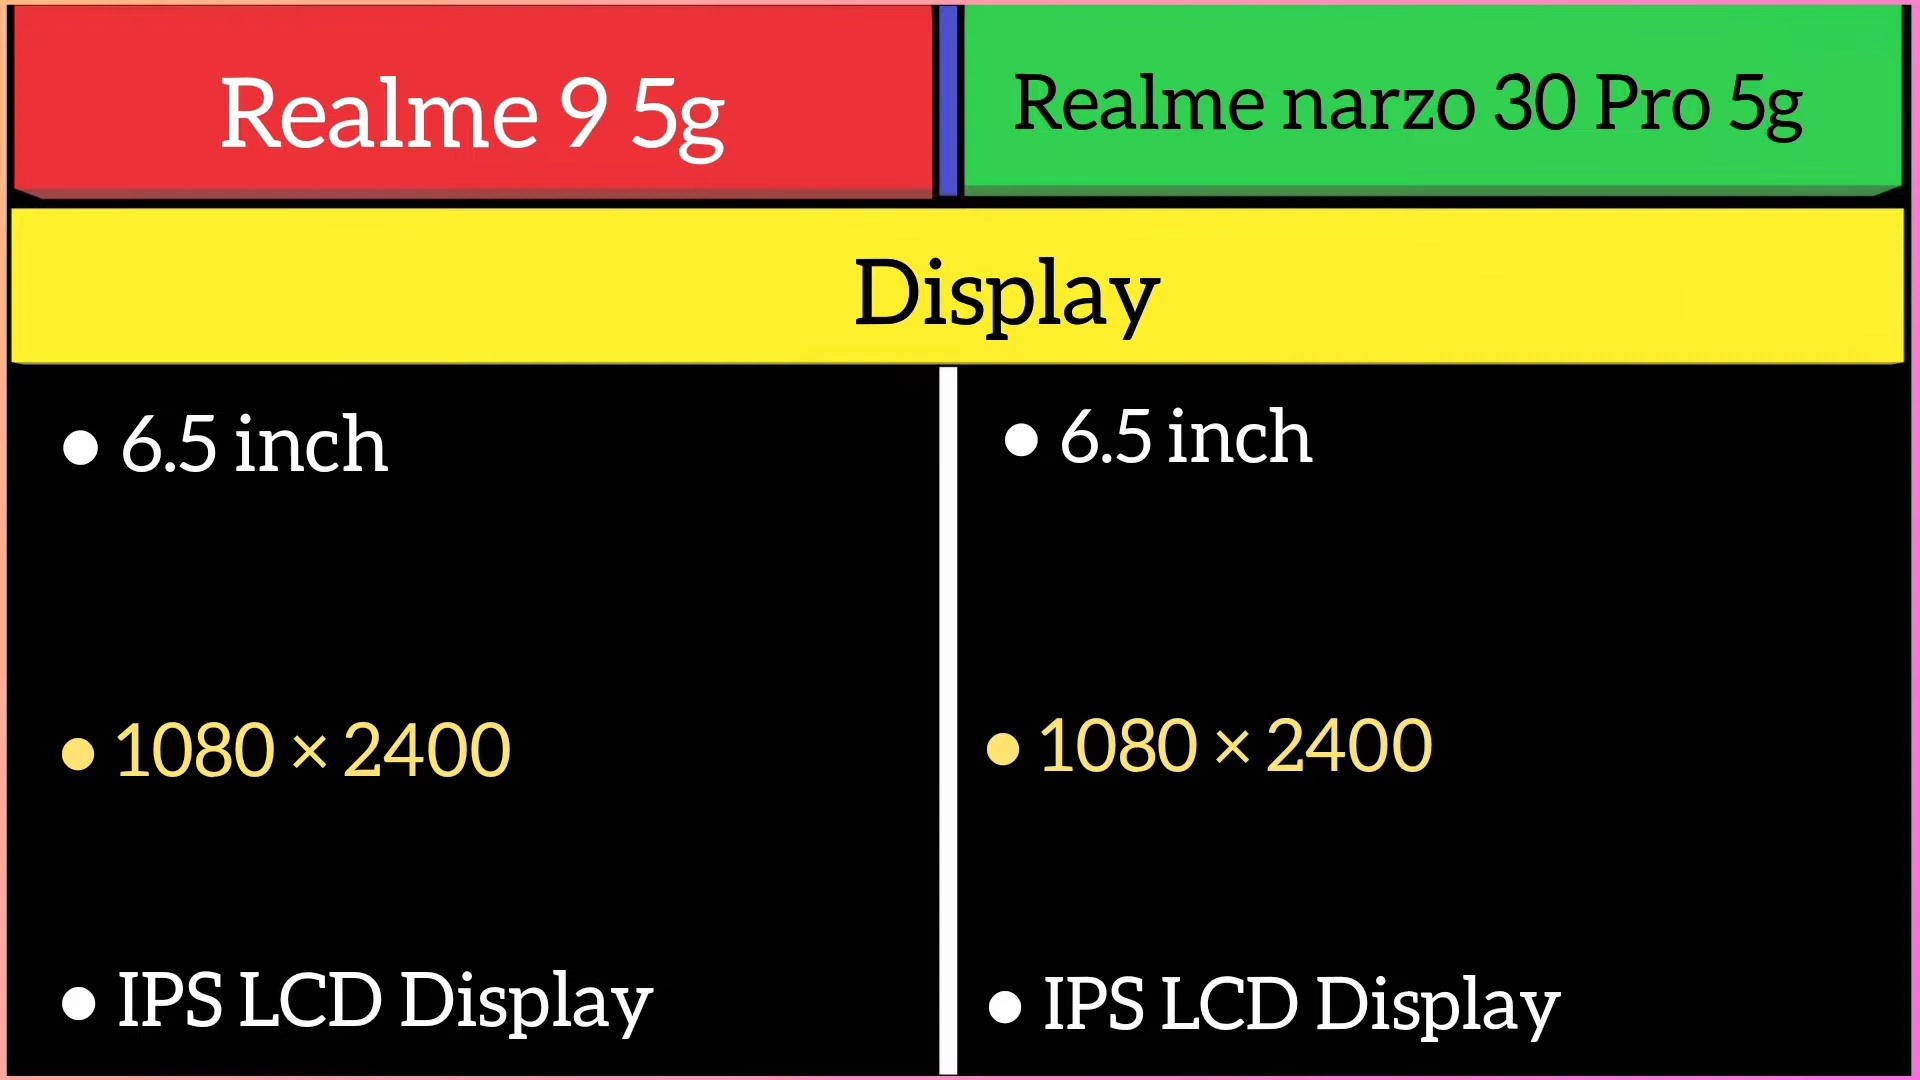 Realme 9 5g
Realme narzo 30 Pro 5g
Display
● 6.5 inch
● 6.5 inch
● 1080 × 2400
● 1080 × 2400
● IPS LCD Display
● IPS LCD Display